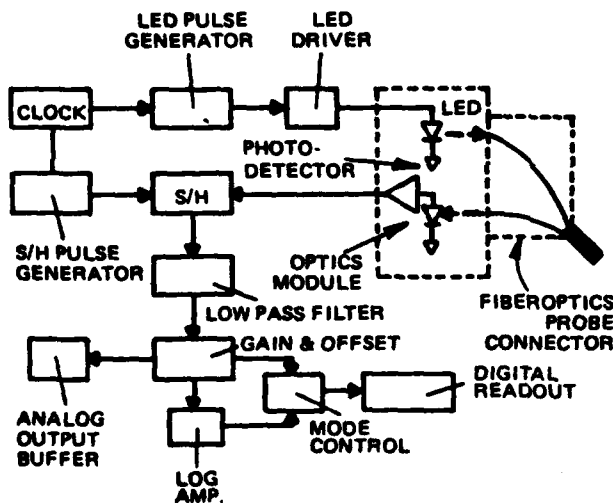 LED PULSE
GENERATOR
LED
DRIVER
CLOCK
LED
PHOTO-
DETECTOR
S/H
S/H PULSE
GENERATOR
OPTICS
MODULE
LOW PASS FILTER
FIBEROPTICS
PROBE
CONNECTOR
GAIN & OFFSET
DIGITAL
READOUT
ANALOG
OUTPUT
BUFFER
MODE
CONTROL
LOG
AMP.